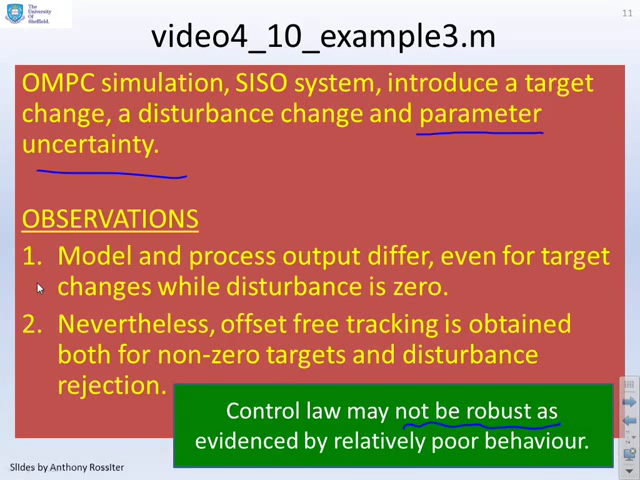 The
University
Of
Sheffield.
11
video4_10_example3.m
OMPC simulation, SISO system, introduce a target
change, a disturbance change and parameter
uncertainty.
OBSERVATIONS
1. Model and process output differ, even for target
changes while disturbance is zero.
2. Nevertheless, offset free tracking is obtained
both for non-zero targets and disturbance
rejection.
Control law may not be robust as
evidenced by relatively poor behaviour.
Slides by Anthony Rossiter